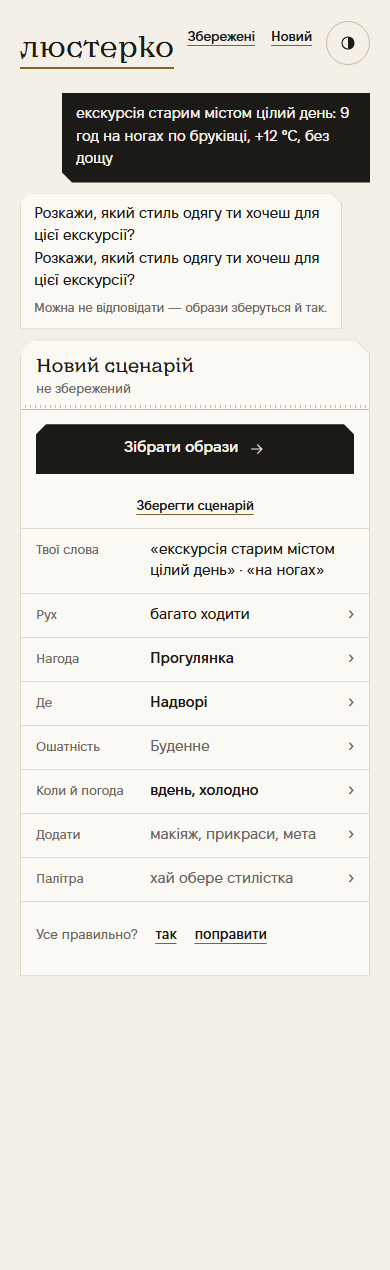 люстерко
Збережені Новий
екскурсія старим містом цілий день: 9
год на ногах по бруківці, +12 °C, без
дощу
Розкажи, який стиль одягу ти хочеш для
цієї екскурсії?
Розкажи, який стиль одягу ти хочеш для
цієї екскурсії?
Можна не відповідати — образи зберуться й так.
Новий сценарій
не збережений
Зібрати образи →
Зберегти сценарій
Твої слова «екскурсія старим містом
цілий день» · «на ногах»
Рух багато ходити ›
Нагода Прогулянка ›
Де Надворі ›
Ошатність Буденне ›
Коли й погода вдень, холодно ›
Додати макіяж, прикраси, мета ›
Палітра хай обере стилістка ›
Усе правильно? так поправити